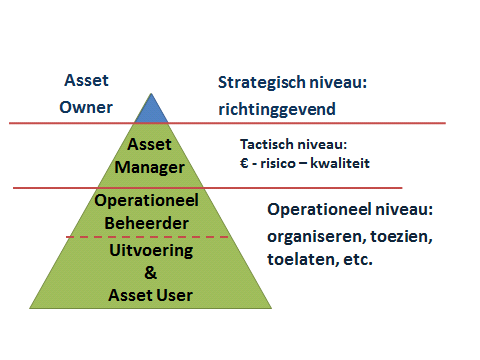 Asset
Owner
Strategisch niveau:
richtinggevend
Asset
Manager
Tactisch niveau:
€ - risico – kwaliteit
Operationeel
Beheerder
Operationeel niveau:
organiseren, toezien,
toelaten, etc.
Uitvoering
&
Asset User